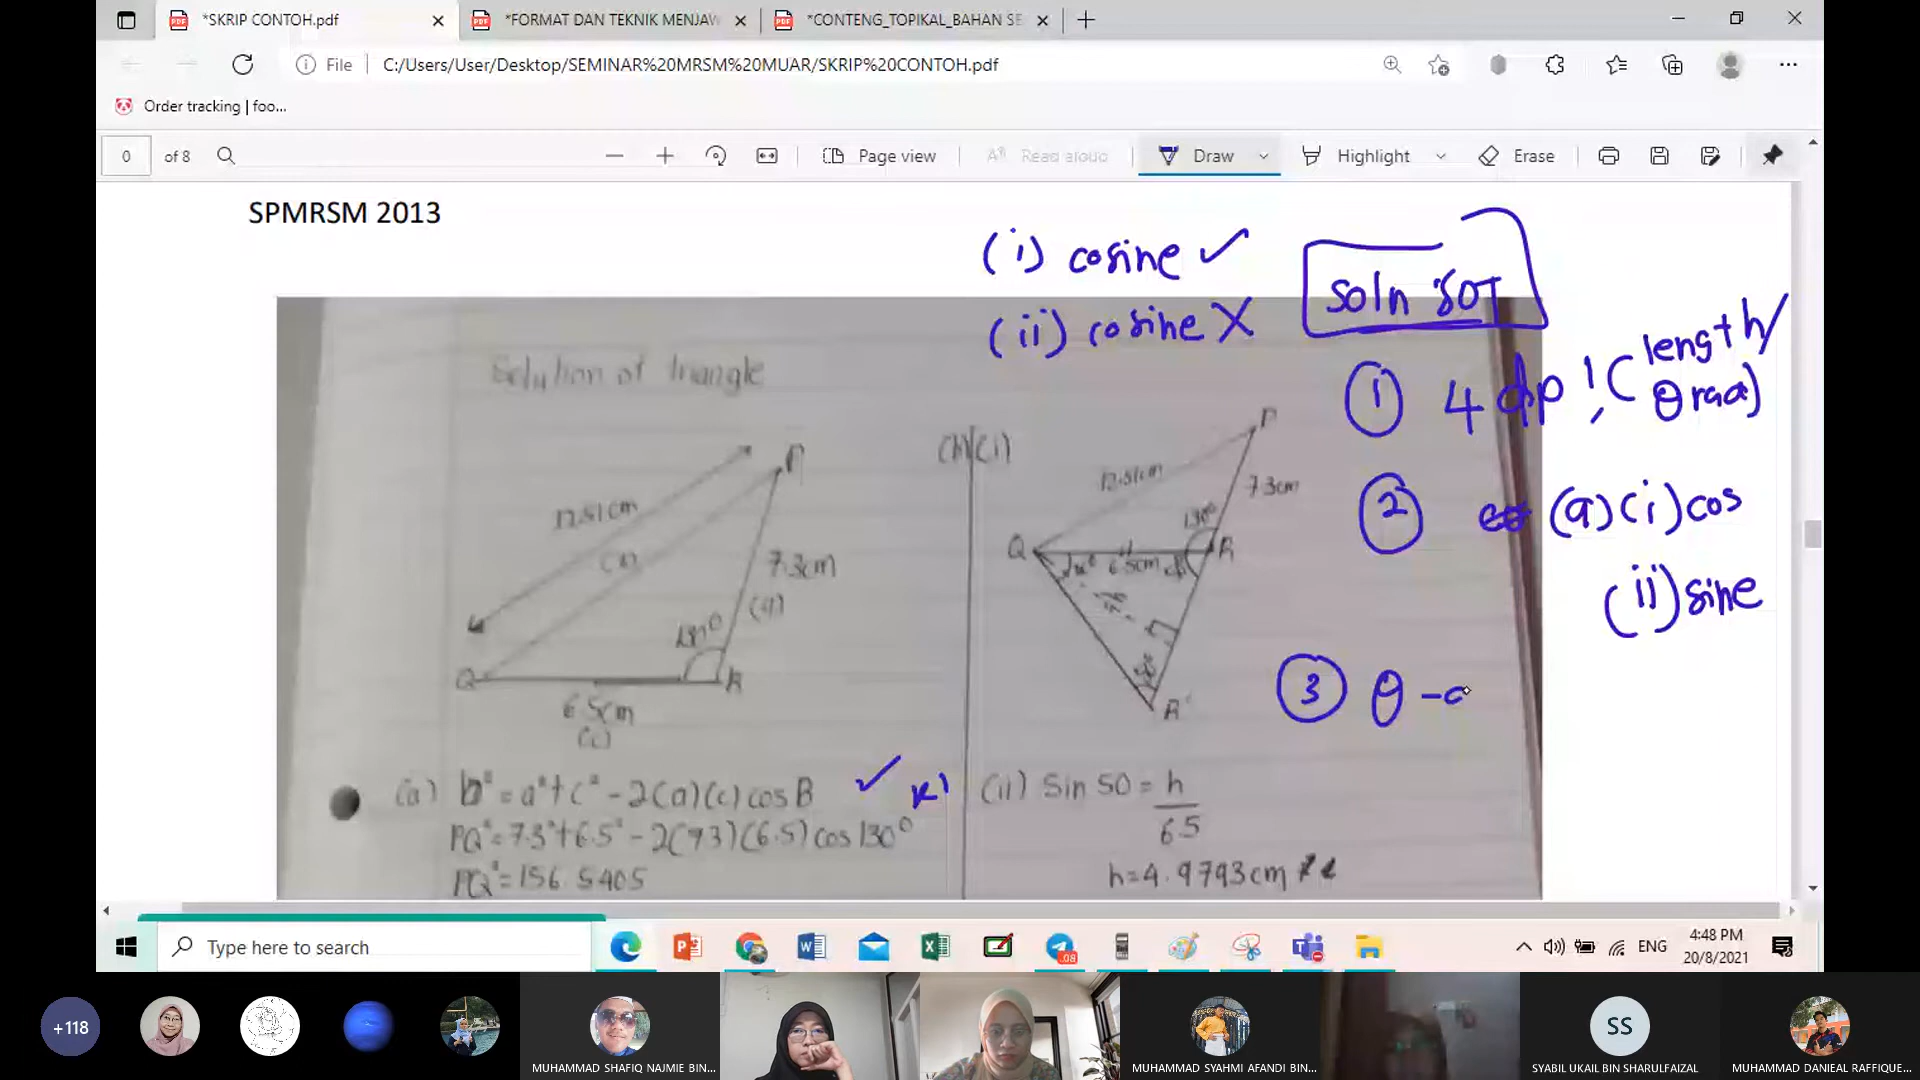 *SKRIP CONTOH.pdf
*FORMAT DAN TEKNIK MENJAW
*CONTENG_TOPIKAL_BAHAN SE
File
C:/Users/User/Desktop/SEMINAR%20MRSM%20MUAR/SKRIP%20CONTOH.pdf
Order tracking | foo...
0 of 8
Page view
Read aloud
Draw
Highlight
Erase
SPMRSM 2013
(i) cosine ✓
(ii) cosine X
Soln
Solution of triangle
① 4 dp ! (length/
θ rad)
② (a)(i) cos
(ii) sine
③ θ -
P
12.51cm
7.3cm
(a)
Q
R
6.5cm
(c)
(b)(i)
P
12.51cm
7.3cm
130°
Q
R
6.5cm
R'
(a) b² = a² + c² - 2(a)(c) cos B ✓ K1
PQ² = 7.3² + 6.5² - 2(7.3)(6.5) cos 130°
PQ² = 156.5405
(ii) Sin 50 = h
6.5
h = 4.9793cm
Type here to search
ENG
4:48 PM
20/8/2021
+118
MUHAMMAD SHAFIQ NAJMIE BIN...
MUHAMMAD SYAHMI AFANDI BIN...
SS
SYABIL UKAIL BIN SHARULFAIZAL
MUHAMMAD DANIEAL RAFFIQUE...